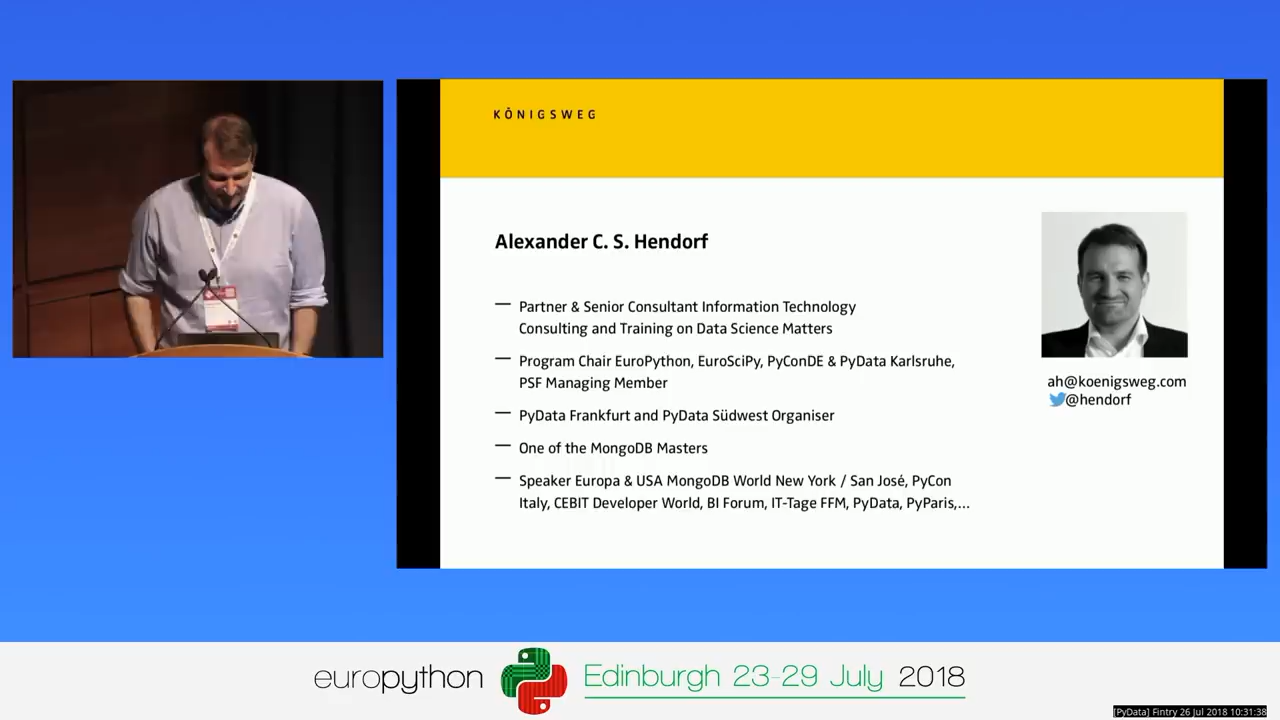 KÖNIGSWEG
Alexander C. S. Hendorf
— Partner & Senior Consultant Information Technology
Consulting and Training on Data Science Matters
— Program Chair EuroPython, EuroSciPy, PyConDE & PyData Karlsruhe,
PSF Managing Member
— PyData Frankfurt and PyData Südwest Organiser
— One of the MongoDB Masters
— Speaker Europa & USA MongoDB World New York / San José, PyCon
Italy, CEBIT Developer World, BI Forum, IT-Tage FFM, PyData, PyParis,...
ah@koenigsweg.com
@hendorf
europython
Edinburgh 23-29 July 2018
[PyData] Fintry 26 Jul 2018 10:31:38